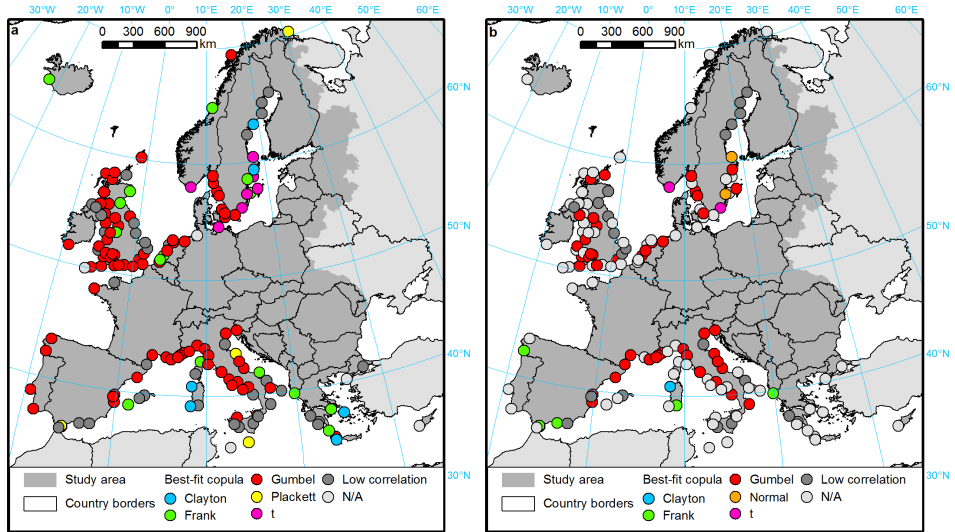 30°W 20°W 10°W 0° 10°E 20°E 30°E 40°E 50°E 60°E
a
0 300 600 900
km
60°N
50°N
40°N
30°N
Study area
Country borders
Best-fit copula
Clayton
Frank
Gumbel
Plackett
t
Low correlation
N/A
30°W 20°W 10°W 0° 10°E 20°E 30°E 40°E 50°E 60°E
b
0 300 600 900
km
60°N
50°N
40°N
30°N
Study area
Country borders
Best-fit copula
Clayton
Frank
Gumbel
Normal
t
Low correlation
N/A